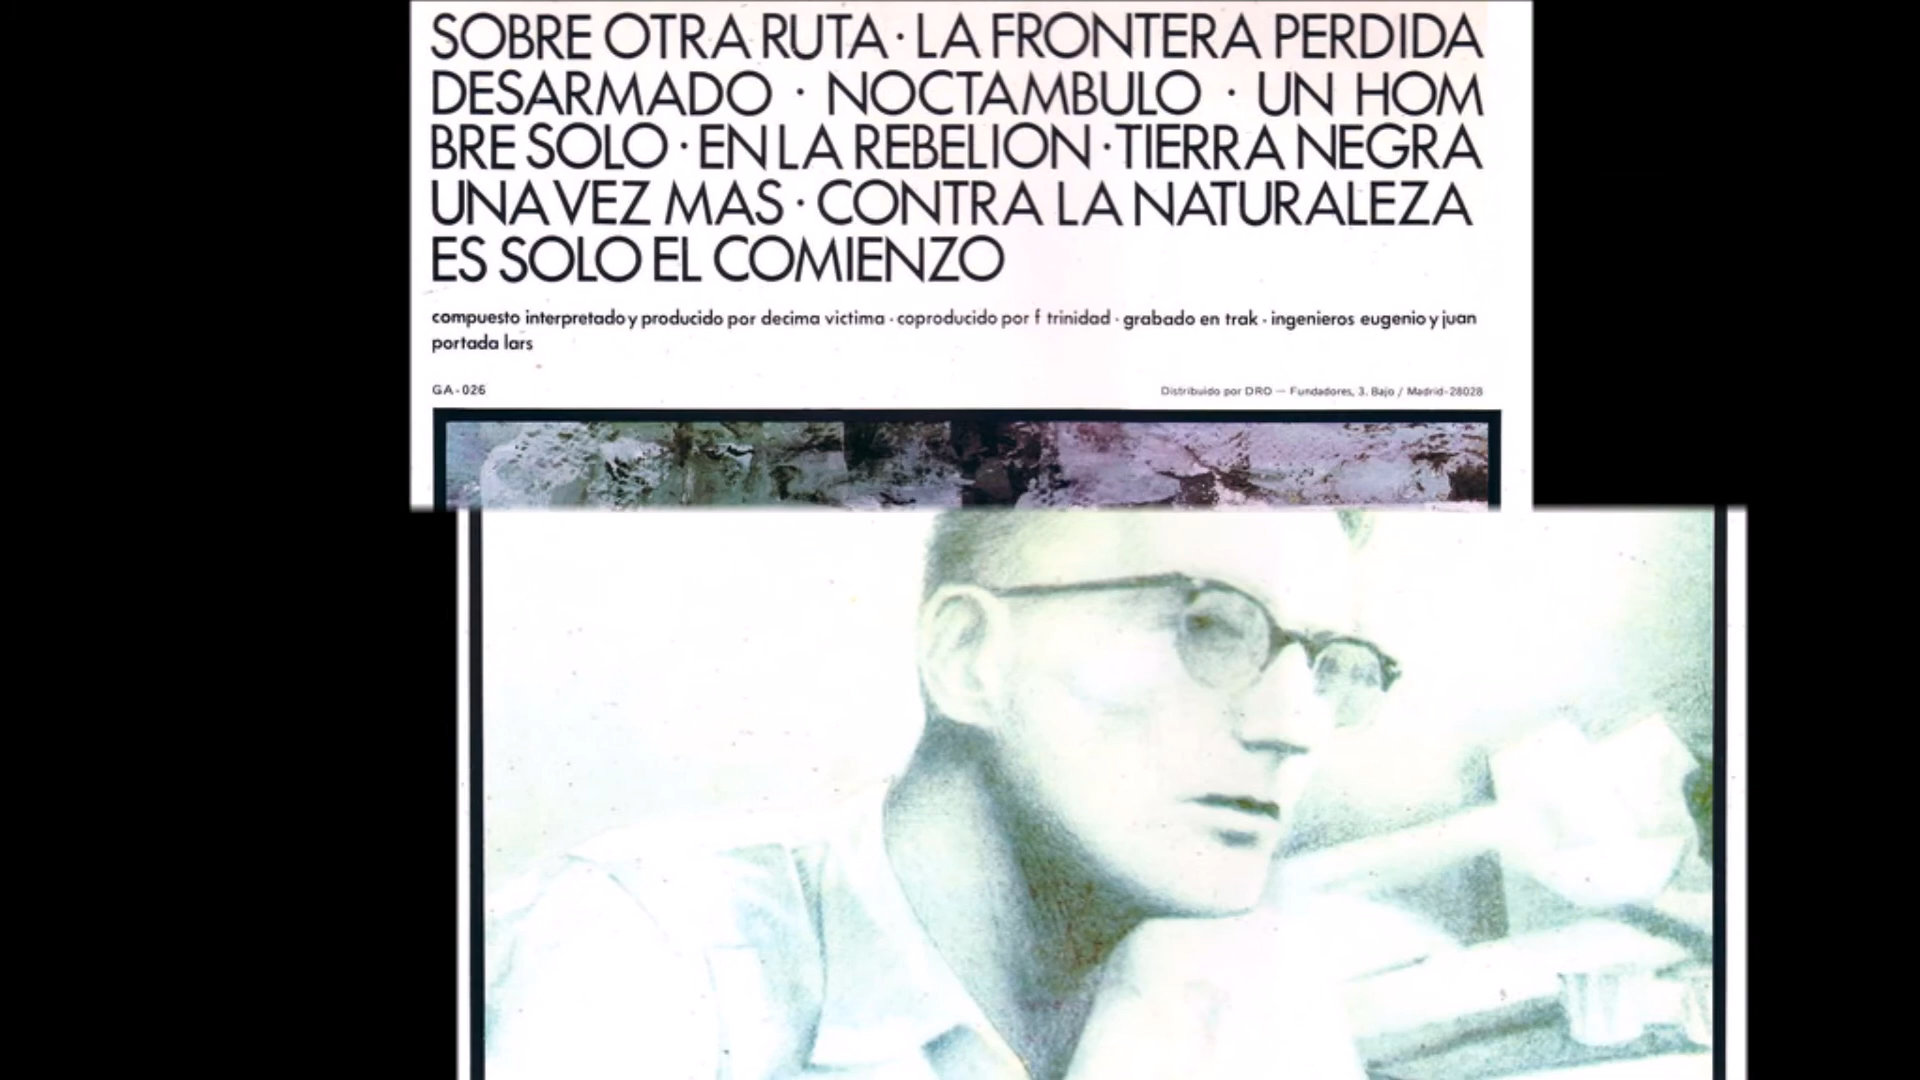 SOBRE OTRA RUTA · LA FRONTERA PERDIDA
DESARMADO · NOCTAMBULO · UN HOM
BRE SOLO · EN LA REBELION · TIERRA NEGRA
UNA VEZ MAS · CONTRA LA NATURALEZA
ES SOLO EL COMIENZO
compuesto interpretado y producido por decima victima · coproducido por f trinidad · grabado en trak · ingenieros eugenio y juan
portada lars
GA-026
Distribuido por DRO — Fundadores, 3. Bajo / Madrid-28028